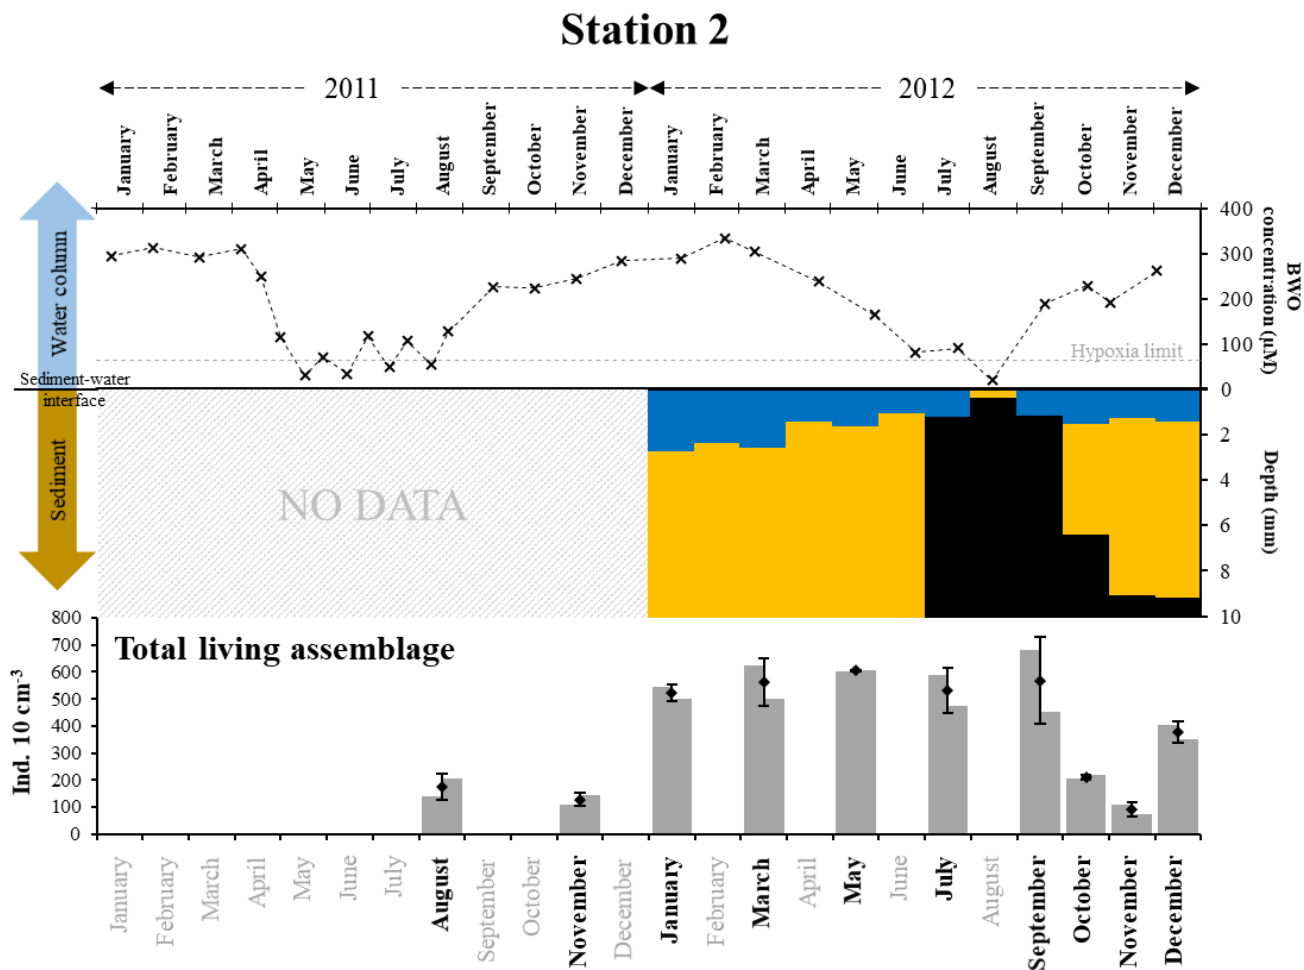 Station 2
2011
2012
January
February
March
April
May
June
July
August
September
October
November
December
January
February
March
April
May
June
July
August
September
October
November
December
Water column
Sediment-water
interface
Sediment
400
300
200
100
0
BWO
concentration (μM)
Hypoxia limit
2
4
6
8
10
Depth (mm)
NO DATA
Total living assemblage
Ind. 10 cm-3
800
700
600
500
400
300
200
100
0
January
February
March
April
May
June
July
August
September
October
November
December
January
February
March
April
May
June
July
August
September
October
November
December